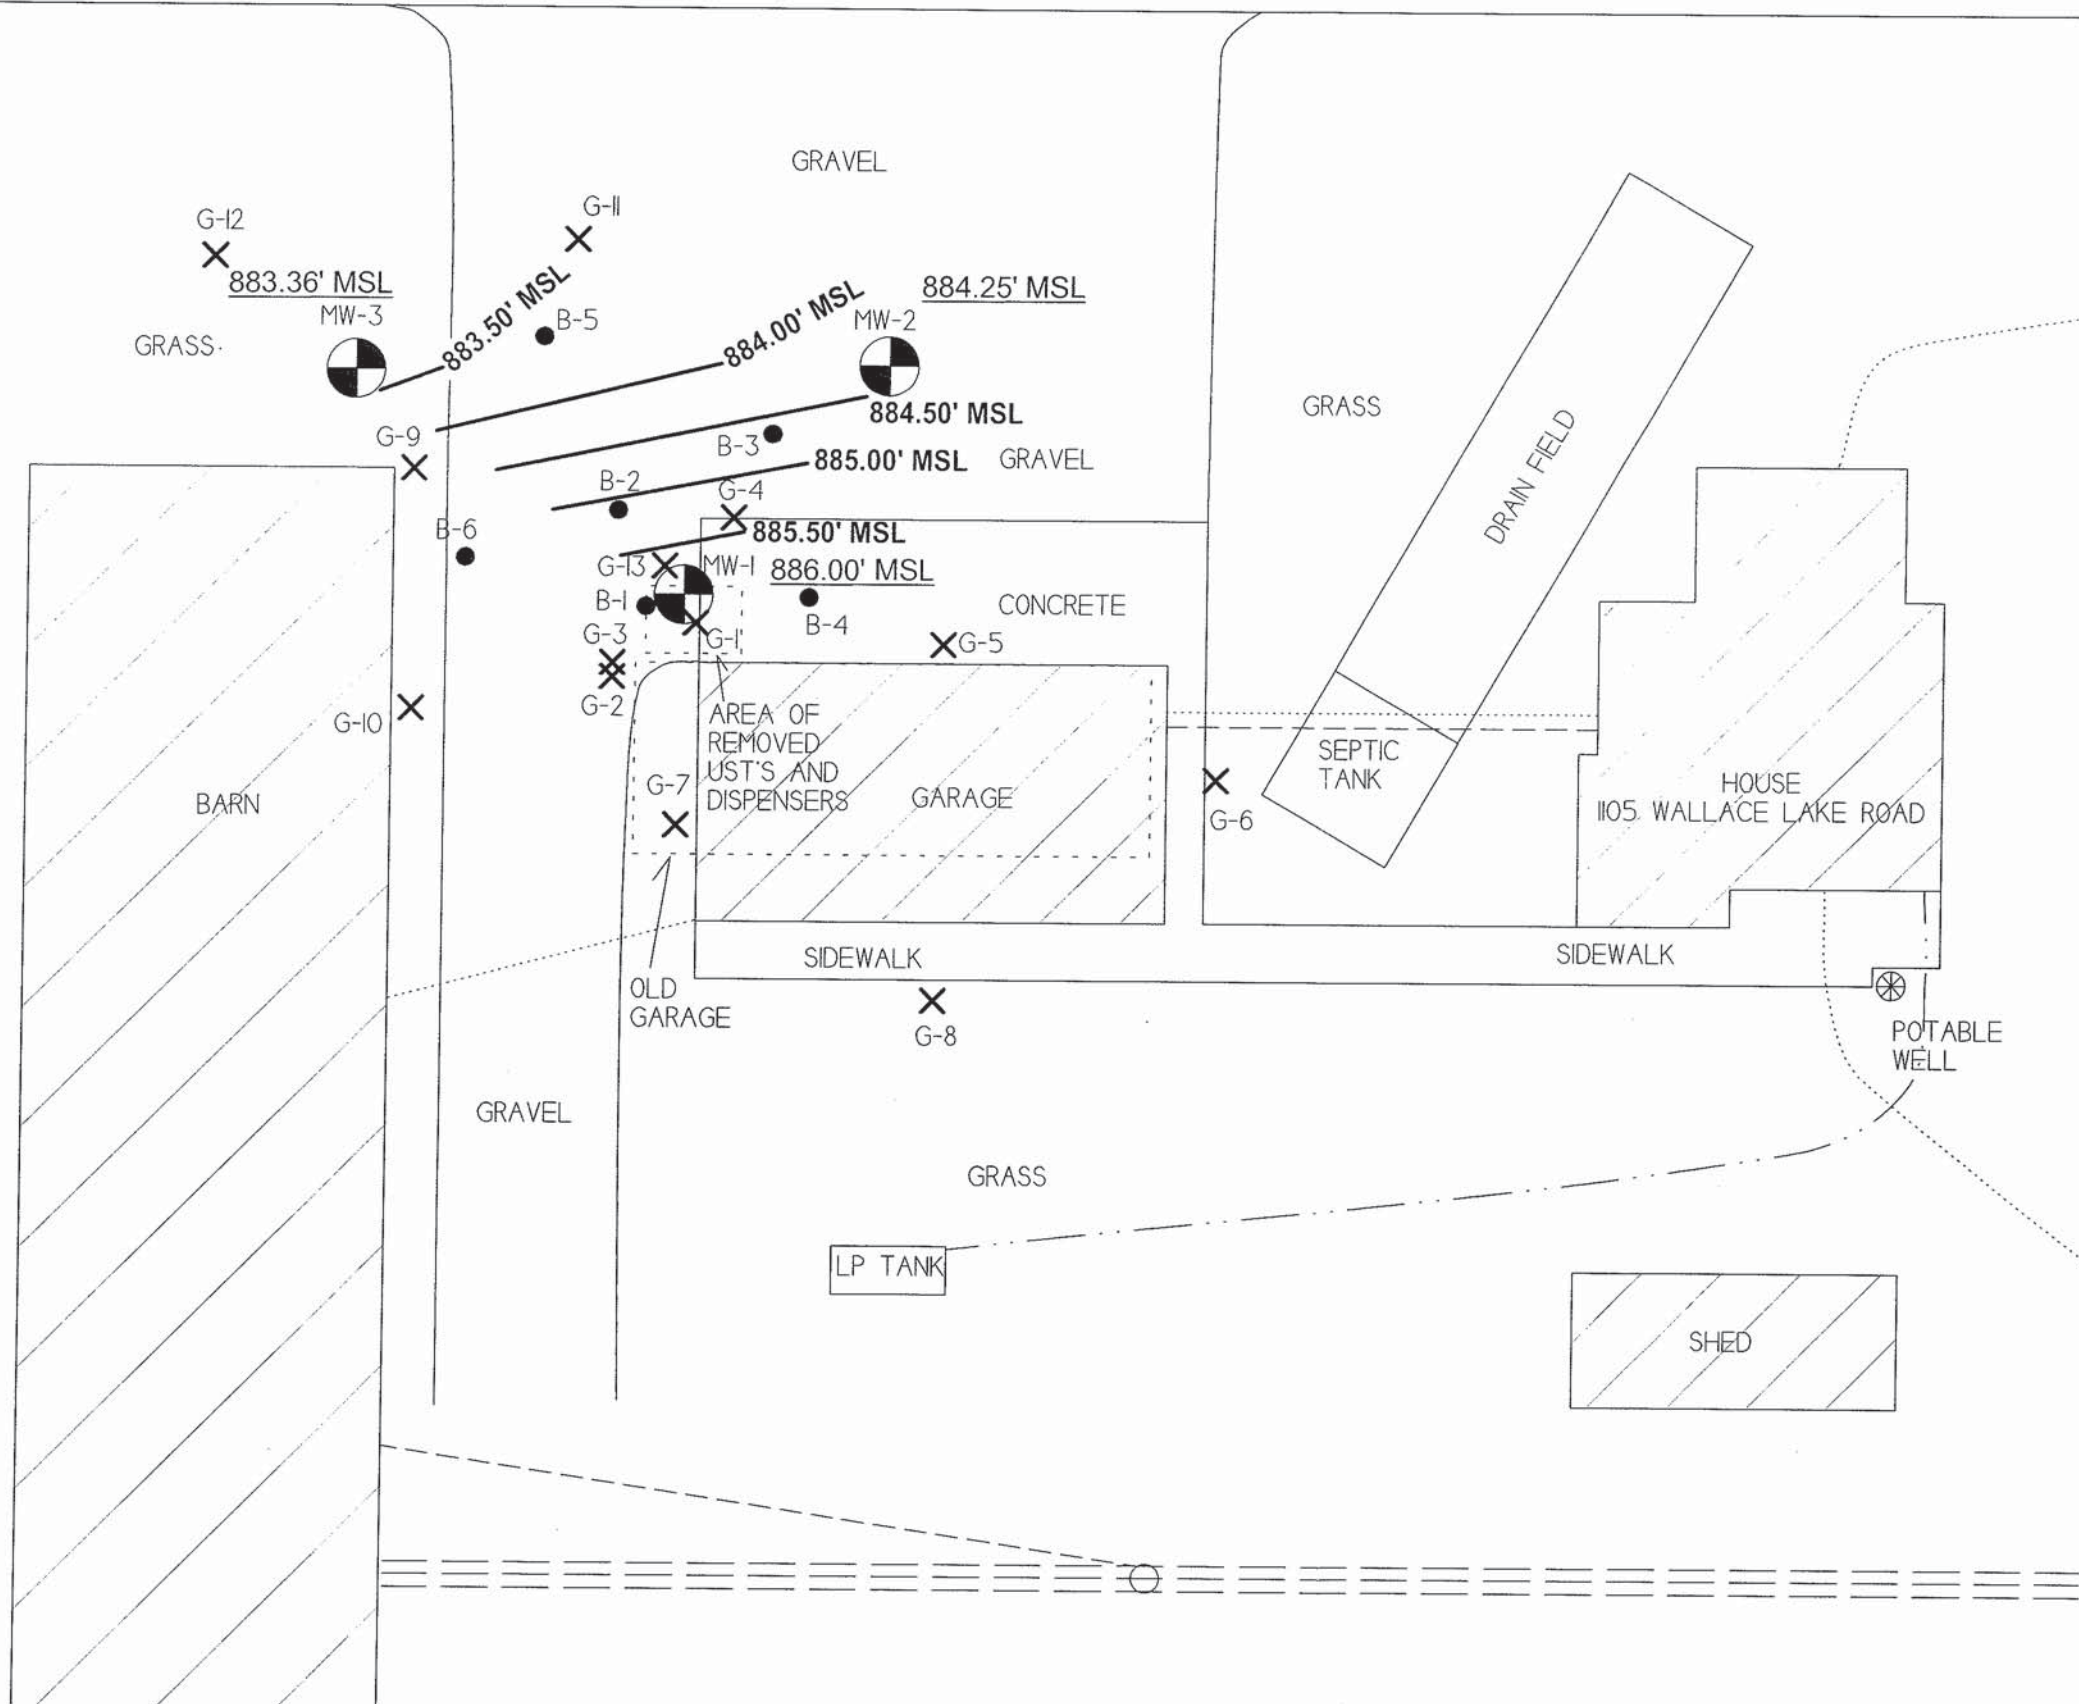 GRAVEL
G-12
G-11
883.36' MSL
MW-3
GRASS
883.50' MSL
B-5
884.00' MSL
884.25' MSL
MW-2
GRASS
884.50' MSL
G-9
B-3
885.00' MSL
GRAVEL
B-2
G-4
DRAIN FIELD
B-6
885.50' MSL
G-13
MW-1
886.00' MSL
B-1
CONCRETE
B-4
G-3
G-1
G-5
G-2
G-10
AREA OF
REMOVED
UST'S AND
DISPENSERS
SEPTIC
TANK
G-7
BARN
GARAGE
G-6
HOUSE
1105 WALLACE LAKE ROAD
SIDEWALK
SIDEWALK
OLD
GARAGE
G-8
POTABLE
WELL
GRAVEL
GRASS
LP TANK
SHED